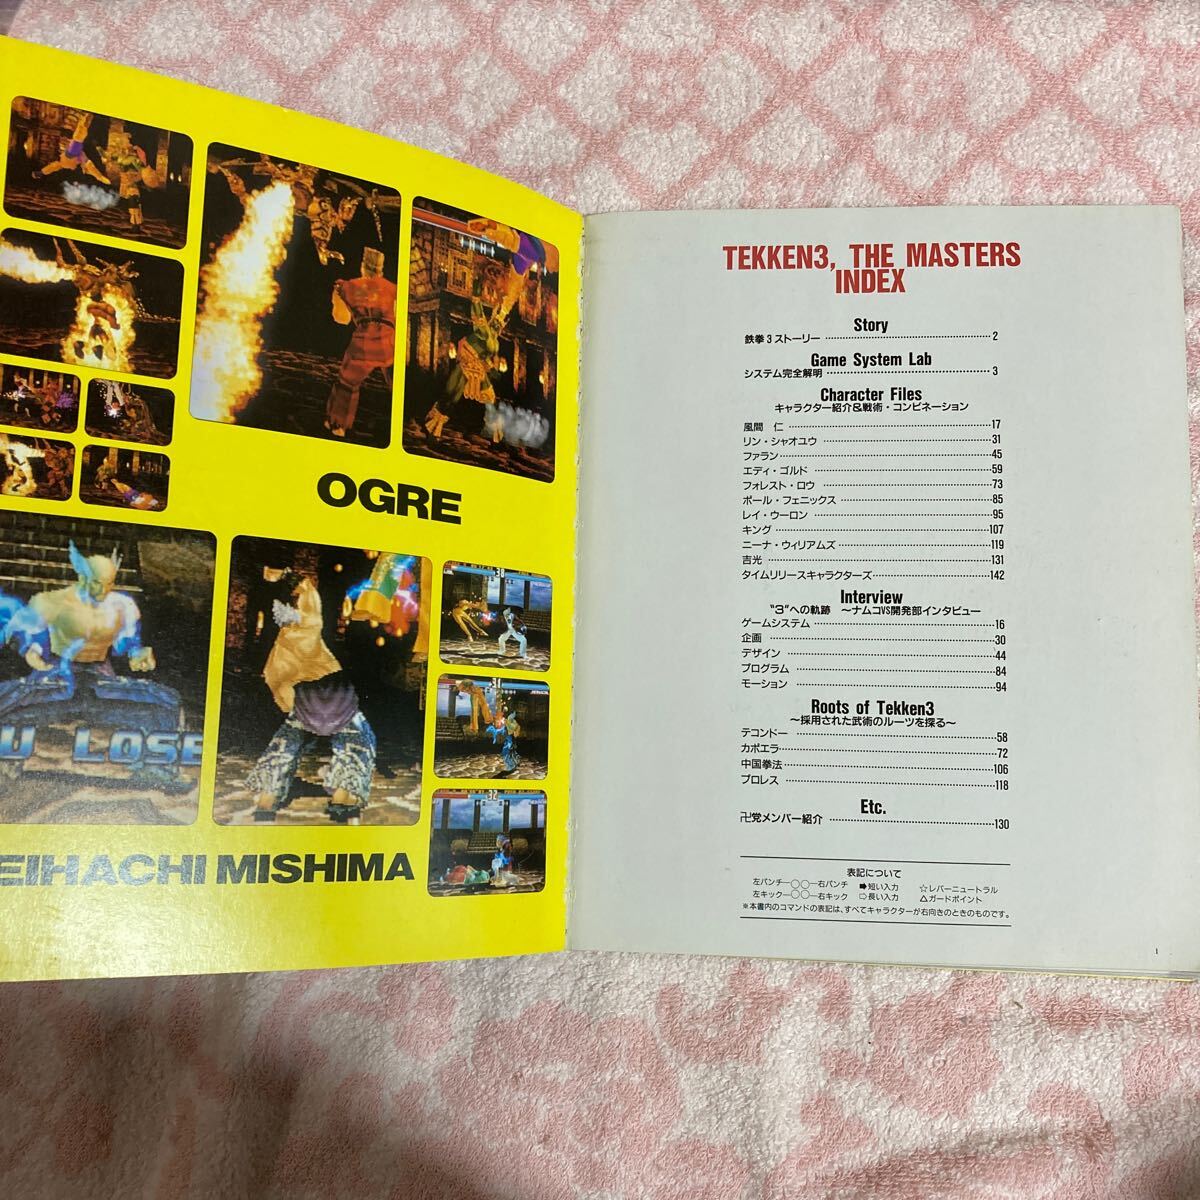 OGRE
U LOSE
EIHACHI MISHIMA
TEKKEN3, THE MASTERS
INDEX
Story
鉄拳3ストーリー 2
Game System Lab
システム完全解明 3
Character Files
キャラクター紹介&戦術・コンビネーション
風間 仁 17
リン・シャオユウ 31
ファラン 45
エディ・ゴルド 59
フォレスト・ロウ 73
ポール・フェニックス 85
レイ・ウーロン 95
キング 107
ニーナ・ウィリアムズ 119
吉光 131
タイムリリースキャラクターズ 142
Interview
“3”への軌跡 〜ナムコVS開発部インタビュー
ゲームシステム 16
企画 30
デザイン 44
プログラム 84
モーション 94
Roots of Tekken3
〜採用された武術のルーツを探る〜
テコンドー 58
カポエラ 72
中国拳法 106
プロレス 118
Etc.
卍党メンバー紹介 130
表記について
左パンチ―○○―右パンチ ➡短い入力 ☆レバーニュートラル
左キック―○○―右キック ⇨長い入力 △ガードポイント
※本書内のコマンドの表記は、すべてキャラクターが右向きのときのものです。
1